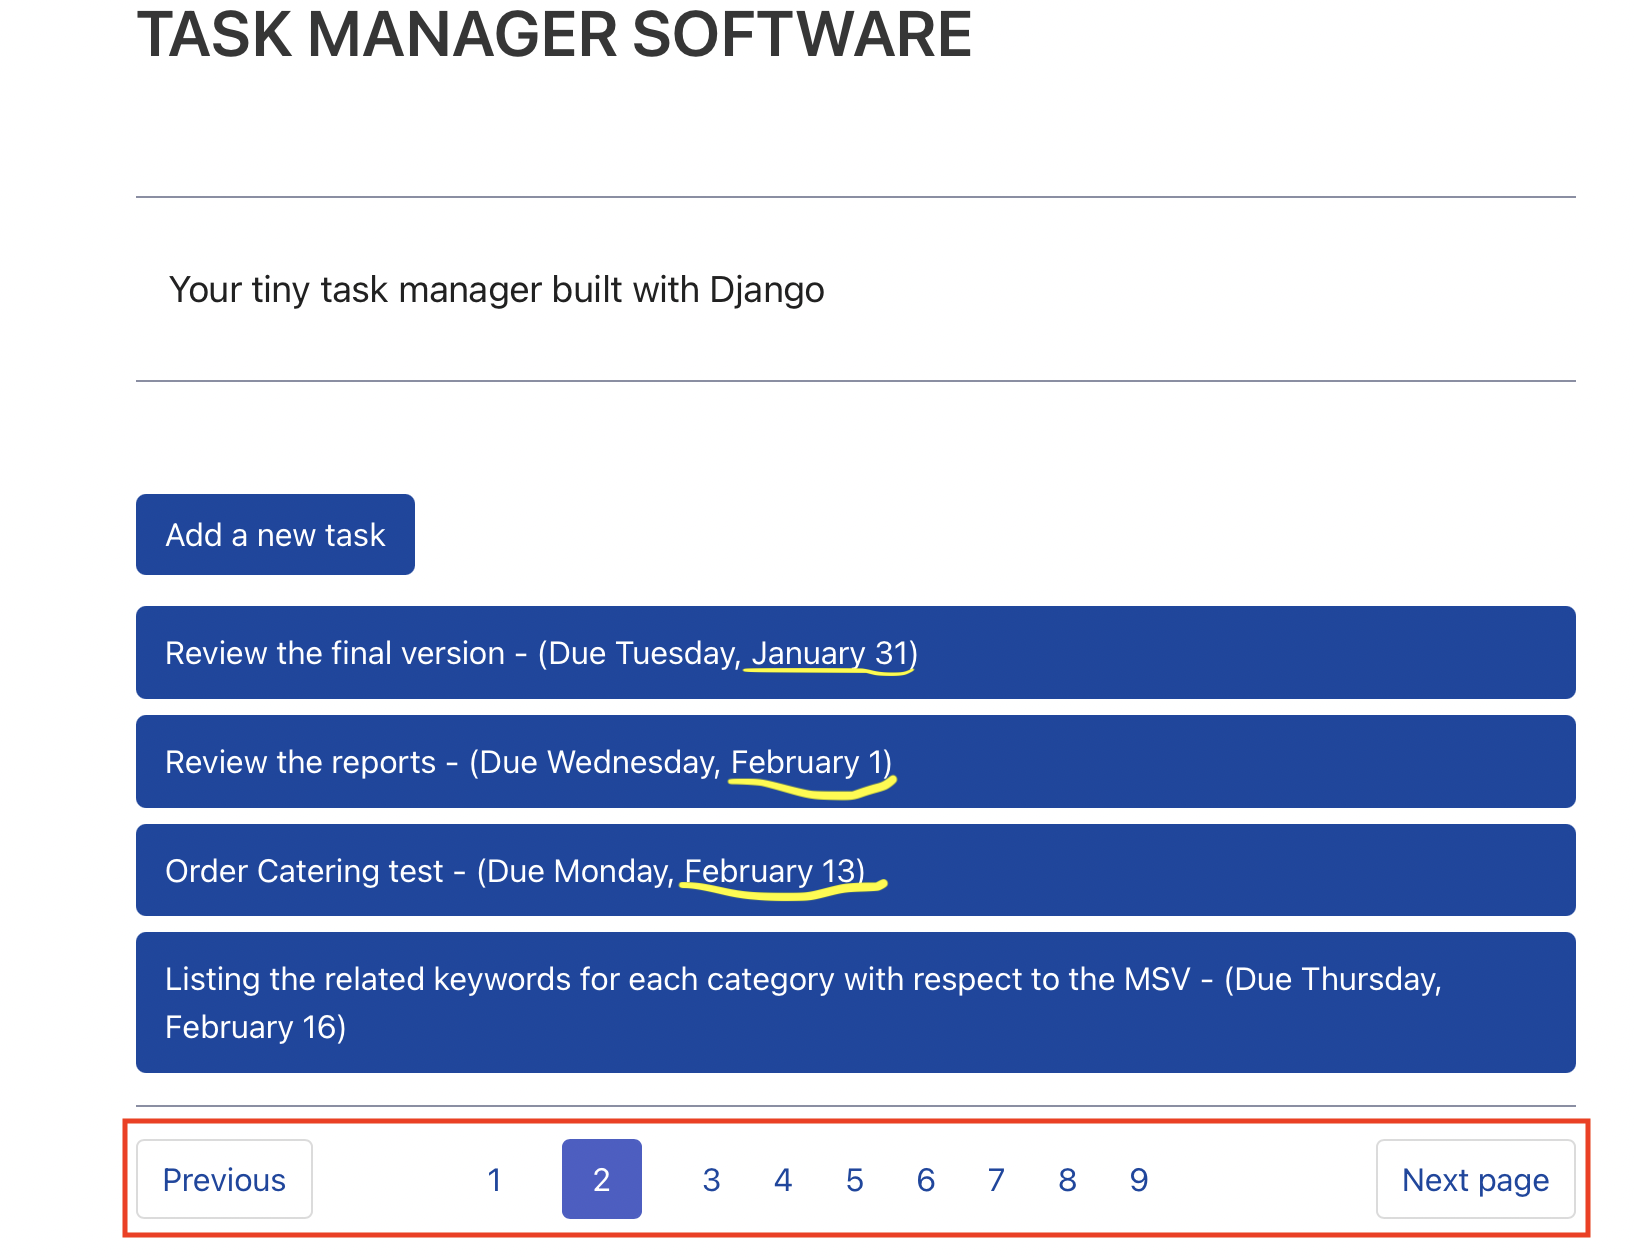 TASK MANAGER SOFTWARE
Your tiny task manager built with Django
Add a new task
Review the final version - (Due Tuesday, January 31)
Review the reports - (Due Wednesday, February 1)
Order Catering test - (Due Monday, February 13)
Listing the related keywords for each category with respect to the MSV - (Due Thursday,
February 16)
Previous 1 2 3 4 5 6 7 8 9 Next page